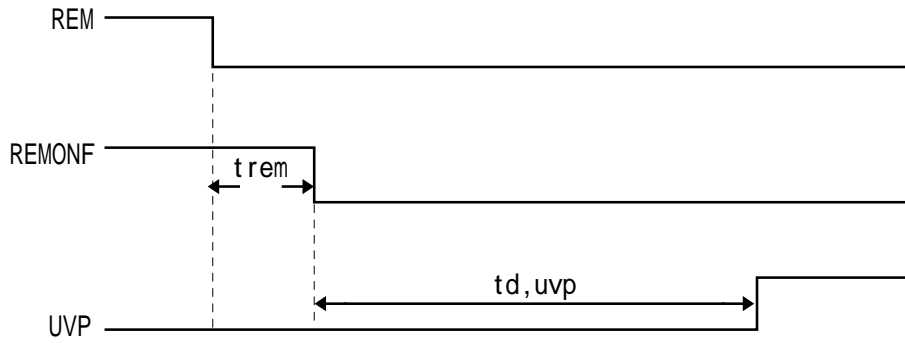 REM
REMONF
trem
td,uvp
UVP